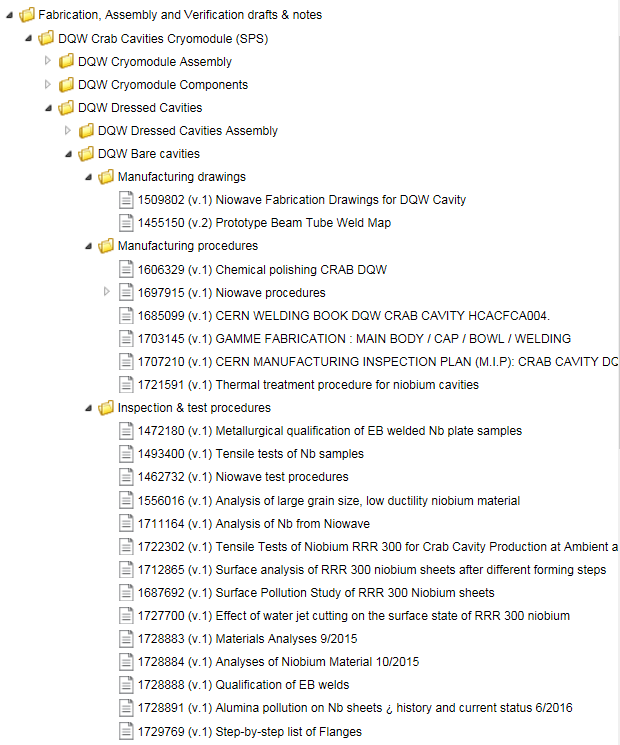 Fabrication, Assembly and Verification drafts & notes
DQW Crab Cavities Cryomodule (SPS)
DQW Cryomodule Assembly
DQW Cryomodule Components
DQW Dressed Cavities
DQW Dressed Cavities Assembly
DQW Bare cavities
Manufacturing drawings
1509802 (v.1) Niowave Fabrication Drawings for DQW Cavity
1455150 (v.2) Prototype Beam Tube Weld Map
Manufacturing procedures
1606329 (v.1) Chemical polishing CRAB DQW
1697915 (v.1) Niowave procedures
1685099 (v.1) CERN WELDING BOOK DQW CRAB CAVITY HCACFCA004.
1703145 (v.1) GAMME FABRICATION : MAIN BODY / CAP / BOWL / WELDING
1707210 (v.1) CERN MANUFACTURING INSPECTION PLAN (M.I.P): CRAB CAVITY
1721591 (v.1) Thermal treatment procedure for niobium cavities
Inspection & test procedures
1472180 (v.1) Metallurgical qualification of EB welded Nb plate samples
1493400 (v.1) Tensile tests of Nb samples
1462732 (v.1) Niowave test procedures
1556016 (v.1) Analysis of large grain size, low ductility niobium material
1711164 (v.1) Analysis of Nb from Niowave
1722302 (v.1) Tensile Tests of Niobium RRR 300 for Crab Cavity Production at Ambient a
1712865 (v.1) Surface analysis of RRR 300 niobium sheets after different forming steps
1687692 (v.1) Surface Pollution Study of RRR 300 Niobium sheets
1727700 (v.1) Effect of water jet cutting on the surface state of RRR 300 niobium
1728883 (v.1) Materials Analyses 9/2015
1728884 (v.1) Analyses of Niobium Material 10/2015
1728888 (v.1) Qualification of EB welds
1728891 (v.1) Alumina pollution on Nb sheets ¿ history and current status 6/2016
1729769 (v.1) Step-by-step list of Flanges